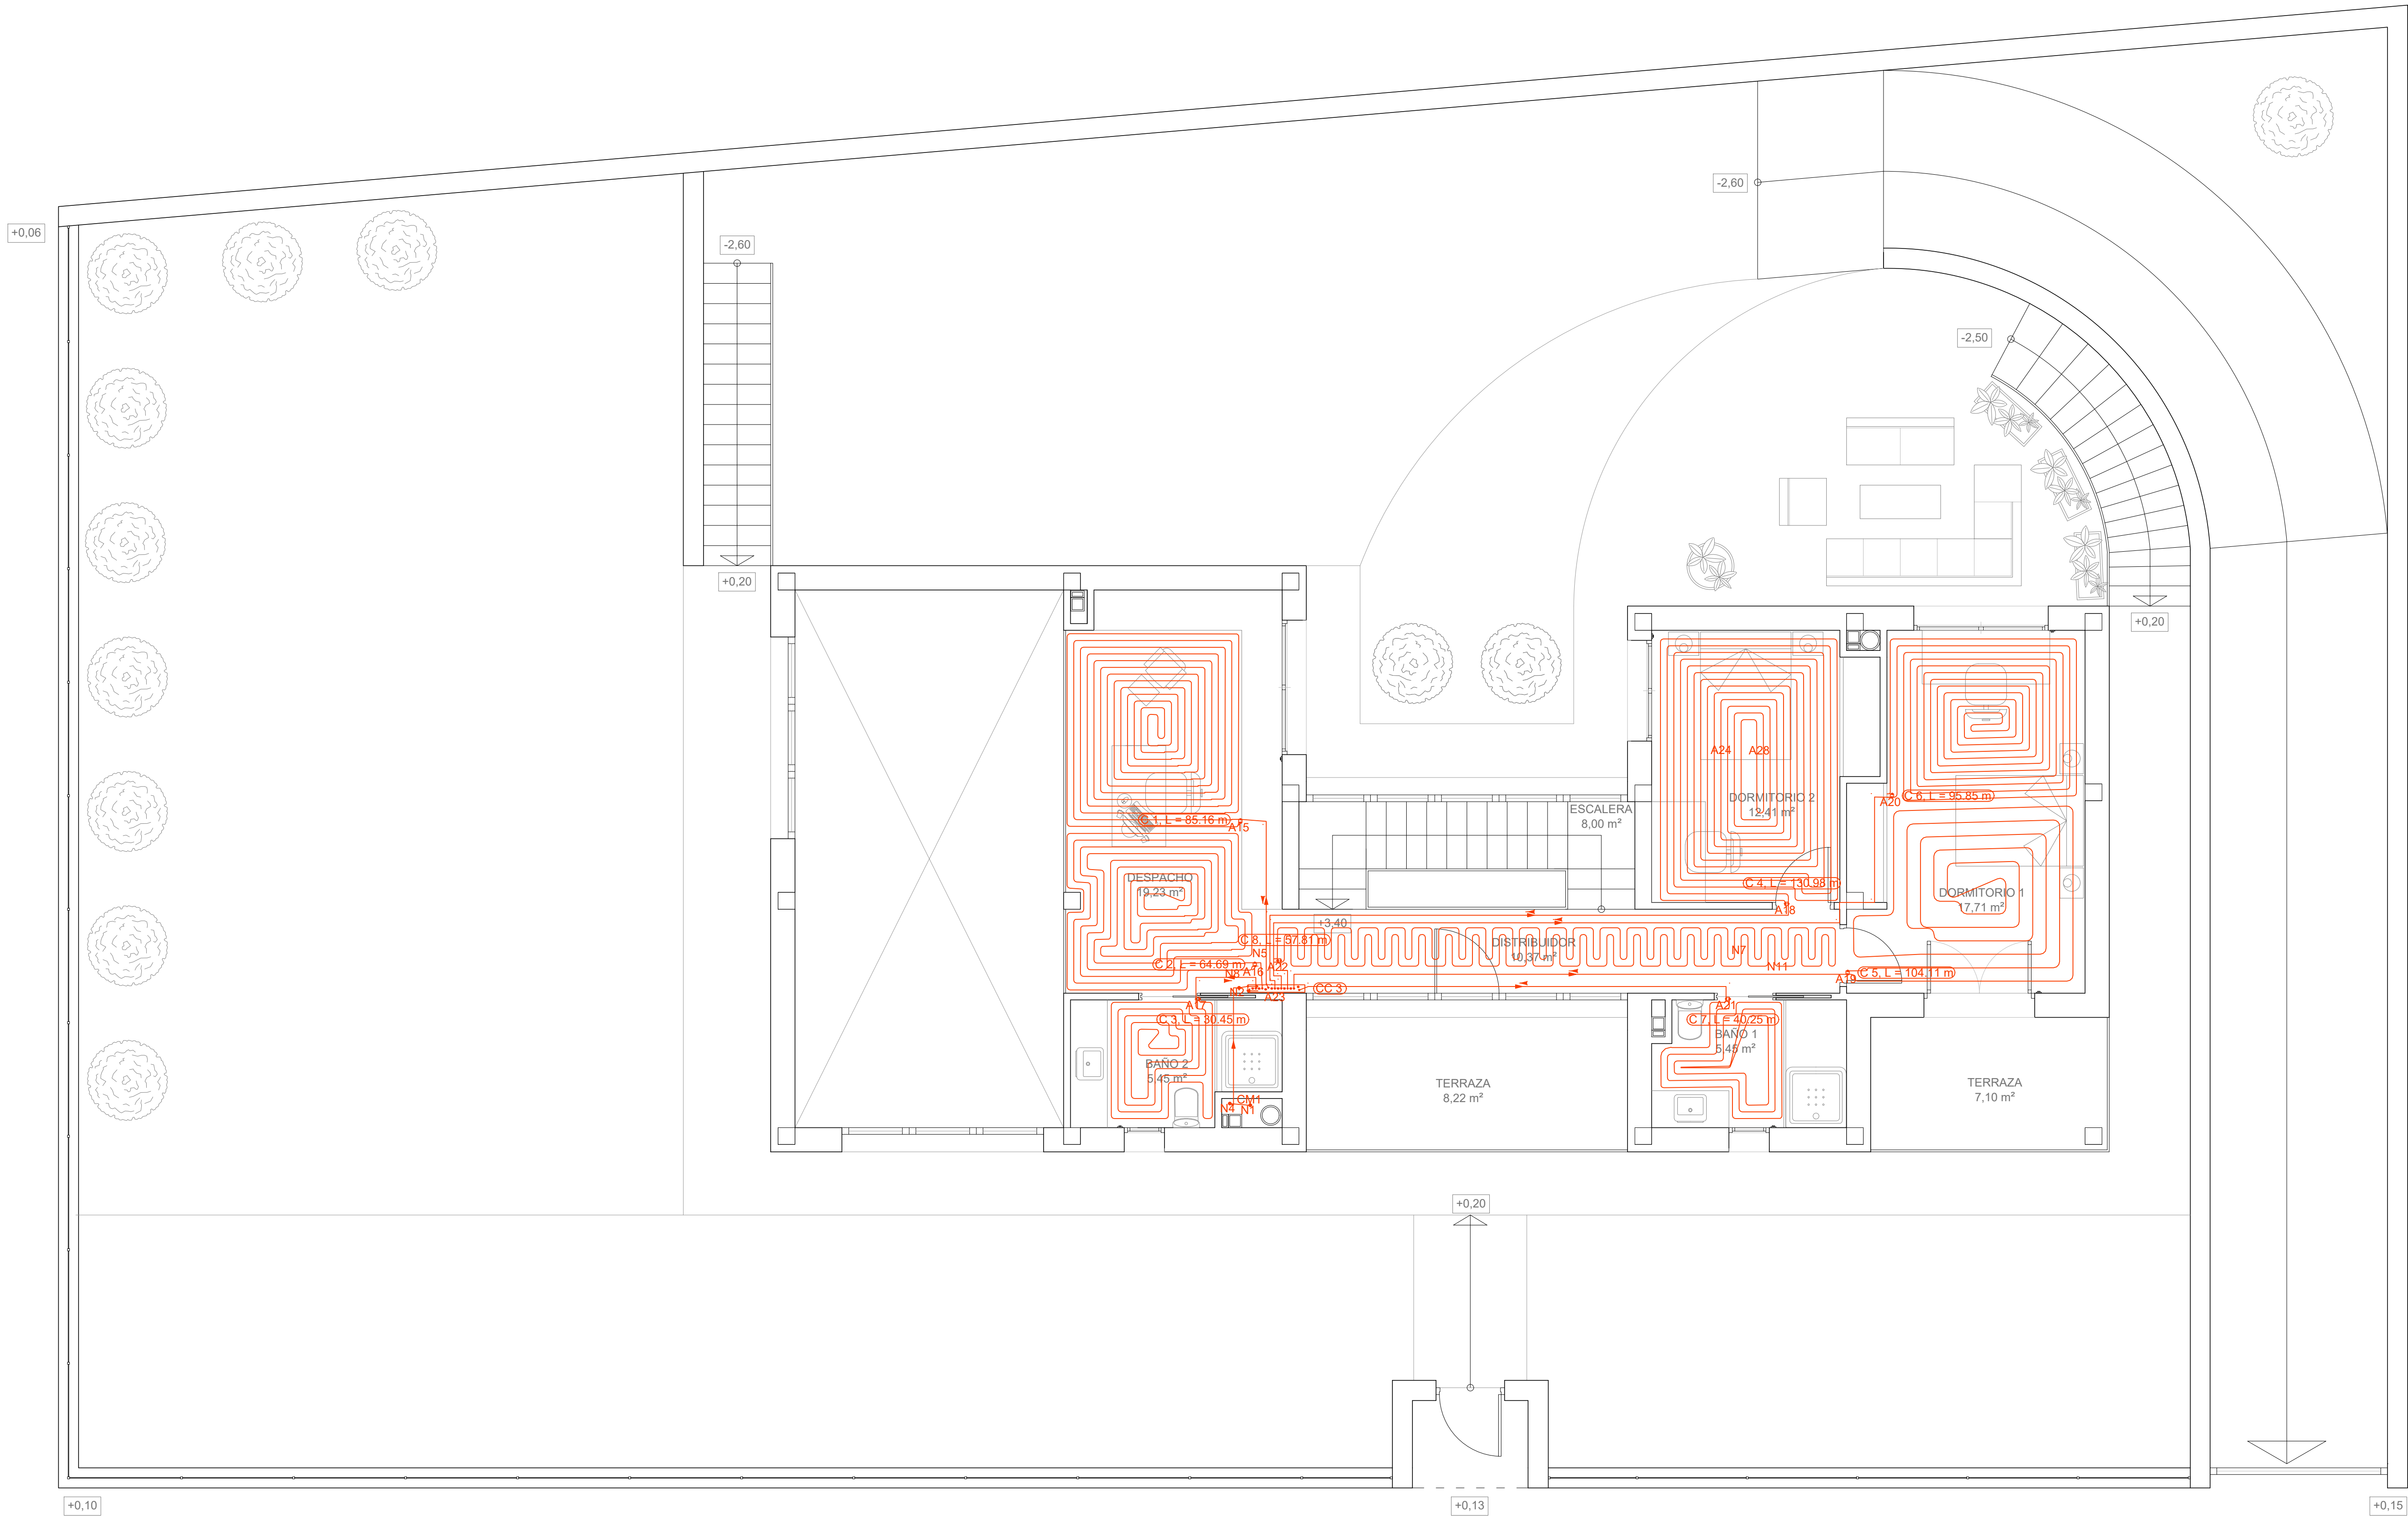 -2,60
+0,06
-2,60
-2,50
+0,20
+0,20
A24
A28
DORMITORIO 2
12,41 m²
C 6, L = 95.85 m
A20
ESCALERA
8,00 m²
C 1, L = 85.16 m
A15
DESPACHO
19,23 m²
C 4, L = 130.98 m
A18
DORMITORIO 1
17,71 m²
+3,40
C 8, L = 57.81 m
N5
DISTRIBUIDOR
10,37 m²
N7
N11
C 2, L = 64.69 m
N8
A16
A22
C 5, L = 104.11 m
A19
N2
A23
CC 3
A17
A21
C 3, L = 30.45 m
C 7, L = 40.25 m
BAÑO 1
5,45 m²
BAÑO 2
5,45 m²
TERRAZA
8,22 m²
TERRAZA
7,10 m²
CM1
N4
N1
+0,20
+0,10
+0,13
+0,15